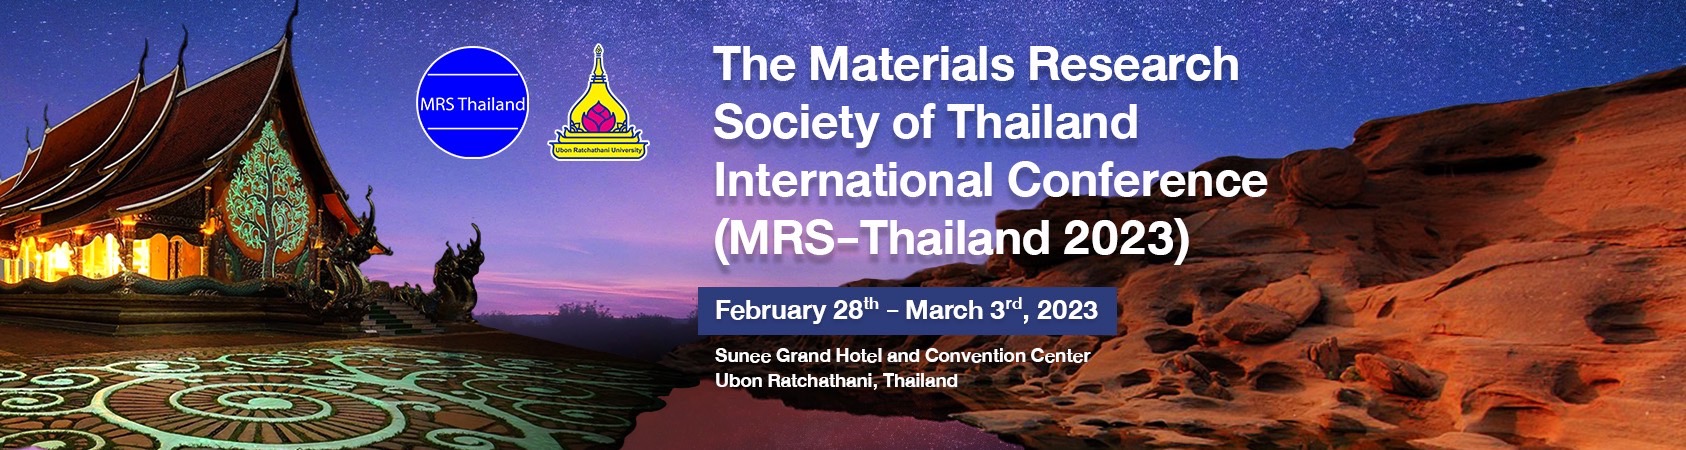 MRS Thailand
Ubon Ratchathani University
The Materials Research
Society of Thailand
International Conference
(MRS-Thailand 2023)
February 28th - March 3rd, 2023
Sunee Grand Hotel and Convention Center
Ubon Ratchathani, Thailand